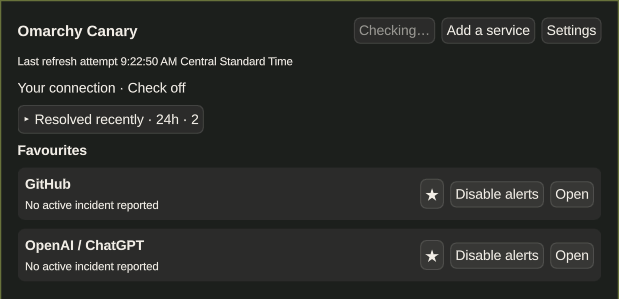 Omarchy Canary
Checking…
Add a service
Settings
Last refresh attempt 9:22:50 AM Central Standard Time
Your connection · Check off
‣ Resolved recently · 24h · 2
Favourites
GitHub
No active incident reported
★
Disable alerts
Open
OpenAI / ChatGPT
No active incident reported
★
Disable alerts
Open